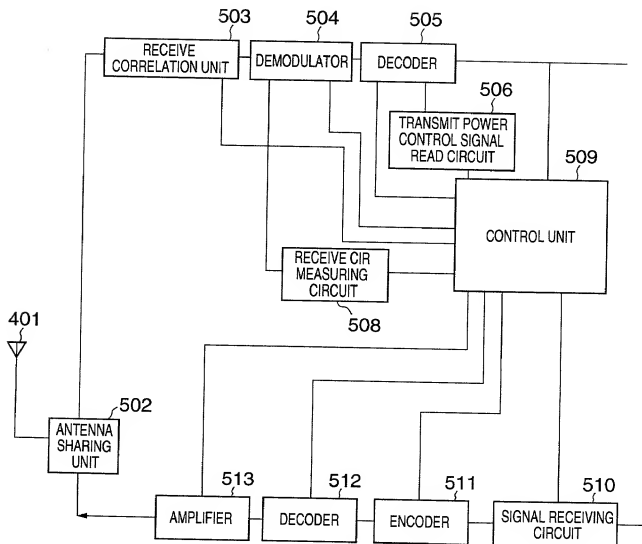 503
504
505
RECEIVE
CORRELATION UNIT
DEMODULATOR
DECODER
506
TRANSMIT POWER
CONTROL SIGNAL
READ CIRCUIT
509
CONTROL UNIT
RECEIVE CIR
MEASURING
CIRCUIT
508
401
502
ANTENNA
SHARING
UNIT
513
512
511
510
AMPLIFIER
DECODER
ENCODER
SIGNAL RECEIVING
CIRCUIT